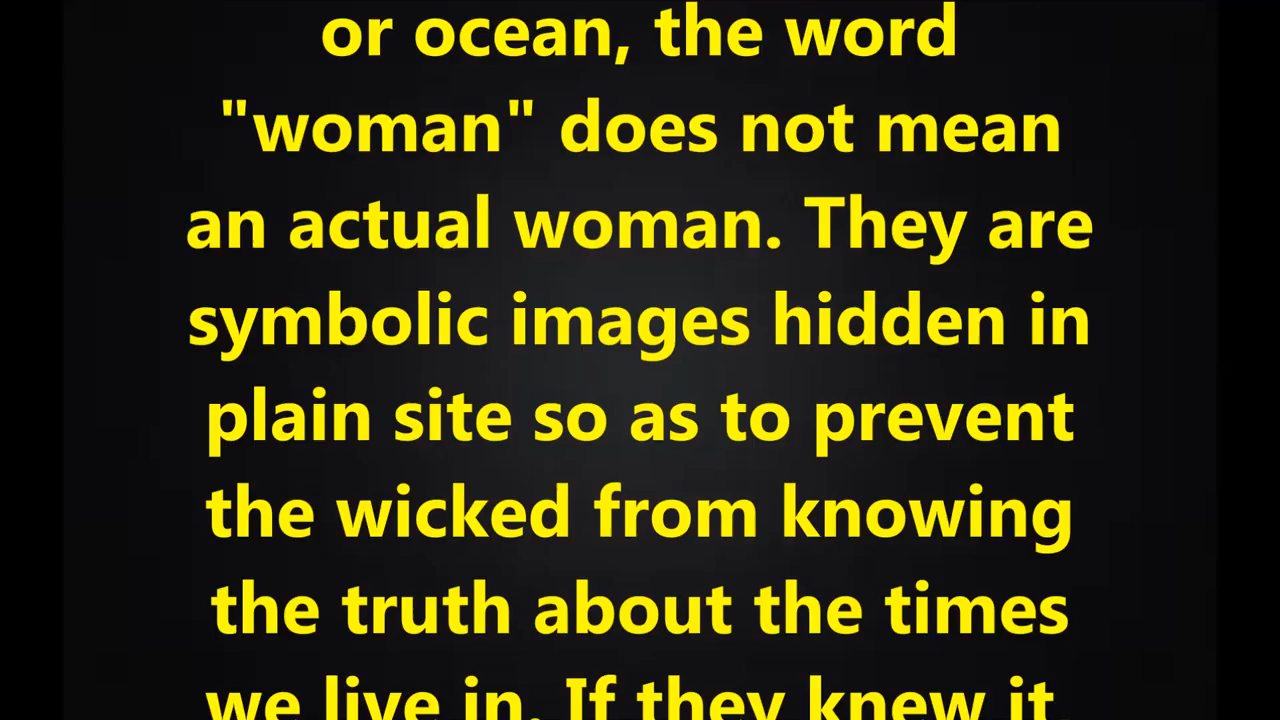 or ocean, the word
"woman" does not mean
an actual woman. They are
symbolic images hidden in
plain site so as to prevent
the wicked from knowing
the truth about the times
we live in. If they knew it